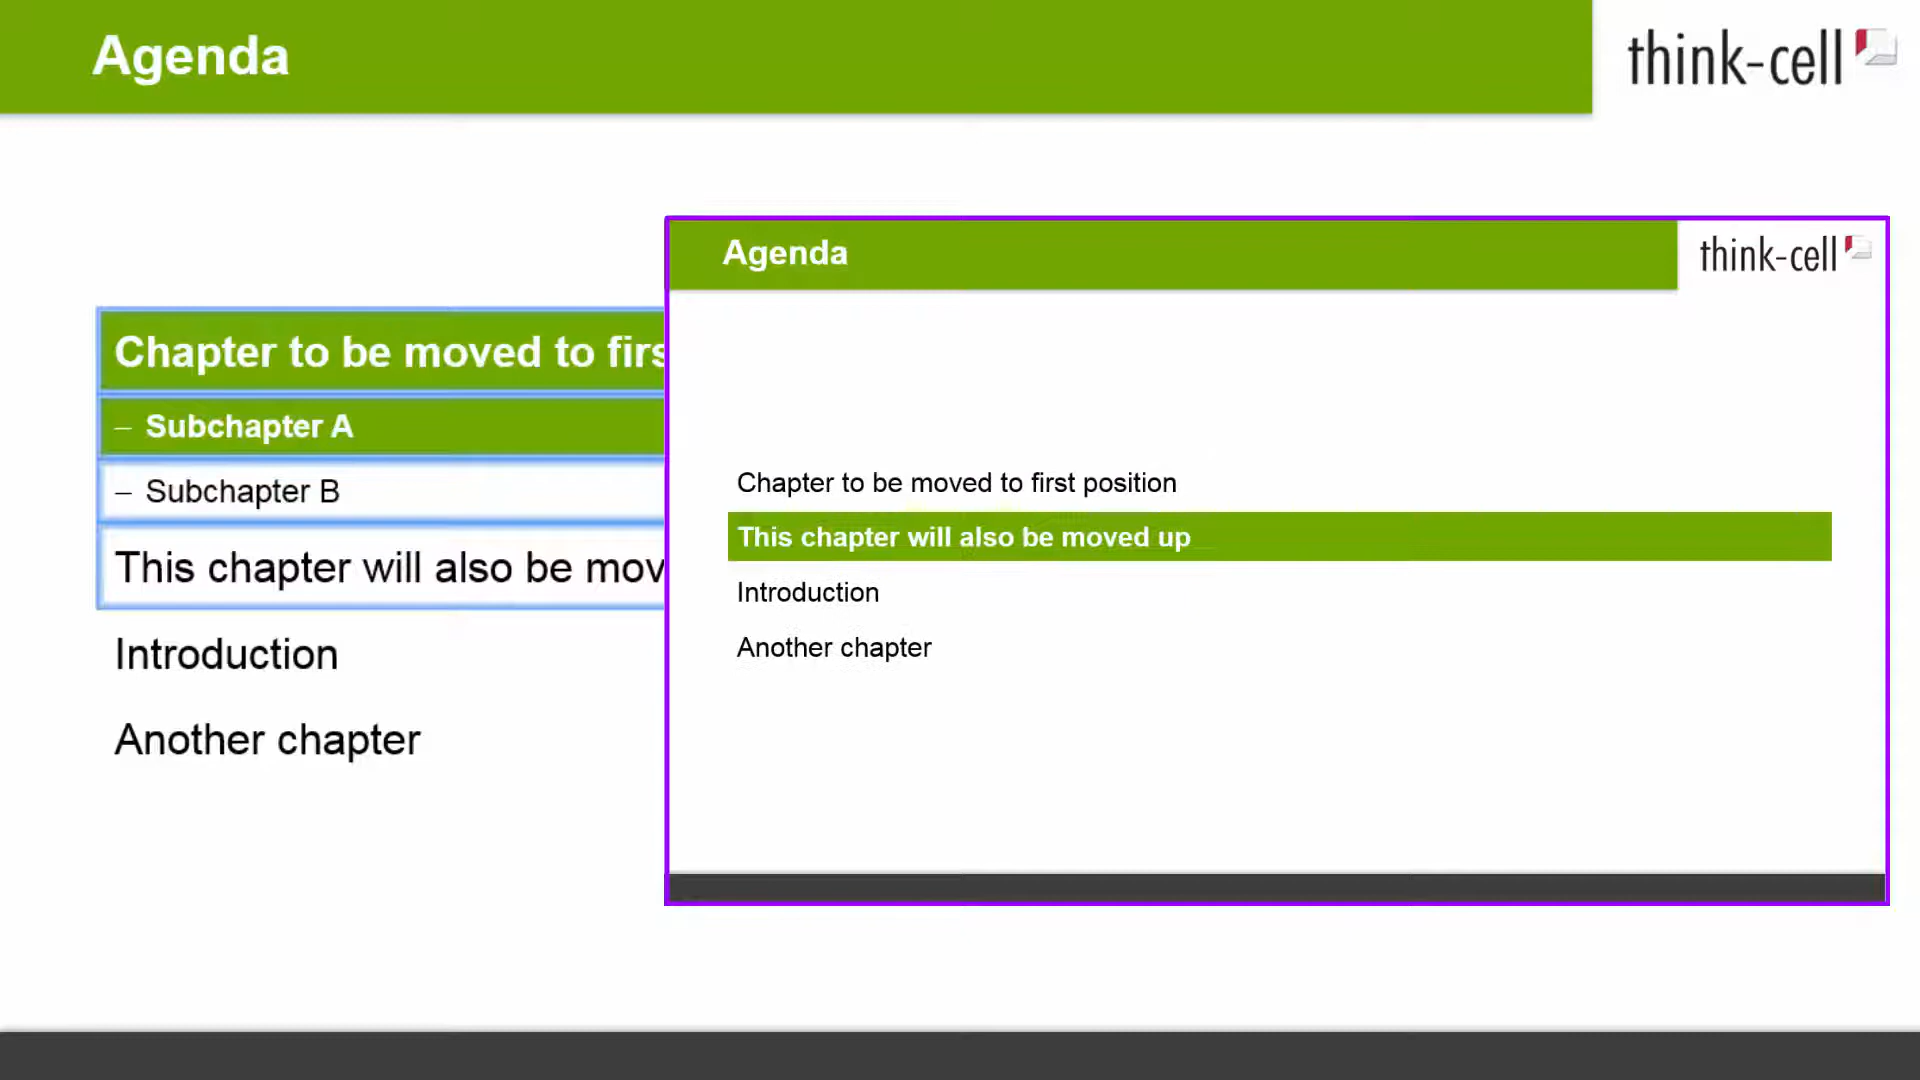 Agenda
think-cell
Chapter to be moved to firs
– Subchapter A
– Subchapter B
This chapter will also be mov
Introduction
Another chapter
Agenda
think-cell
Chapter to be moved to first position
This chapter will also be moved up
Introduction
Another chapter